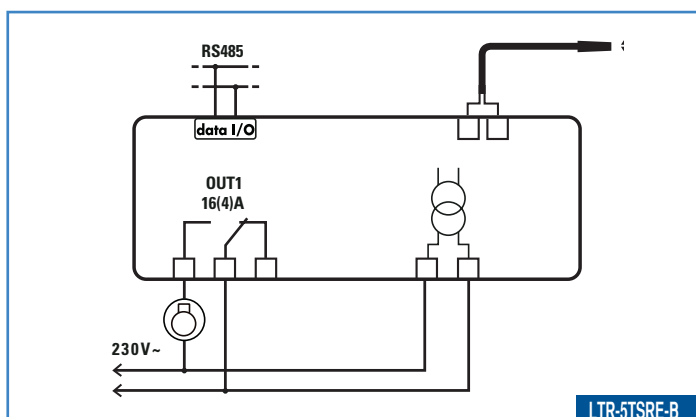 RS485
data I/O
OUT1
16(4)A
230V~
LTR-5TSRE-B